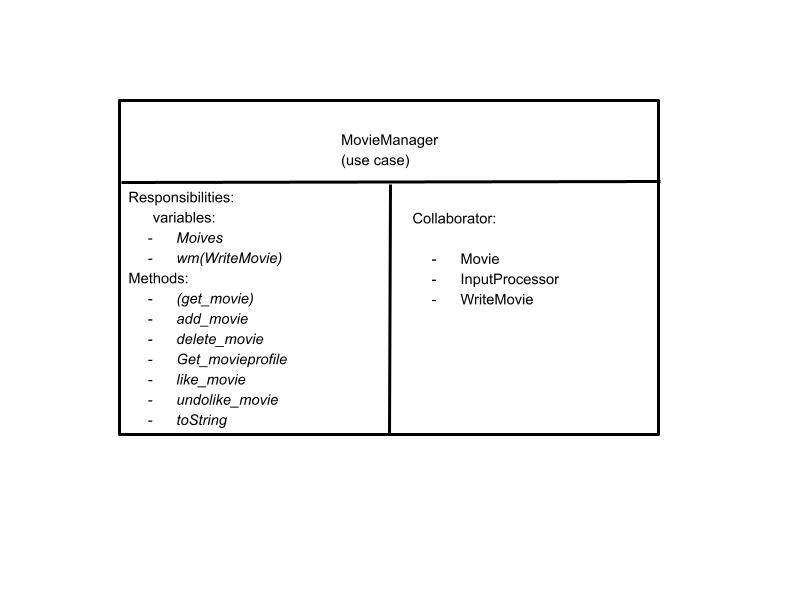 MovieManager
(use case)
Responsibilities:
variables:
- Moives
- wm(WriteMovie)
Methods:
- (get_movie)
- add_movie
- delete_movie
- Get_movieprofile
- like_movie
- undolike_movie
- toString
Collaborator:
- Movie
- InputProcessor
- WriteMovie